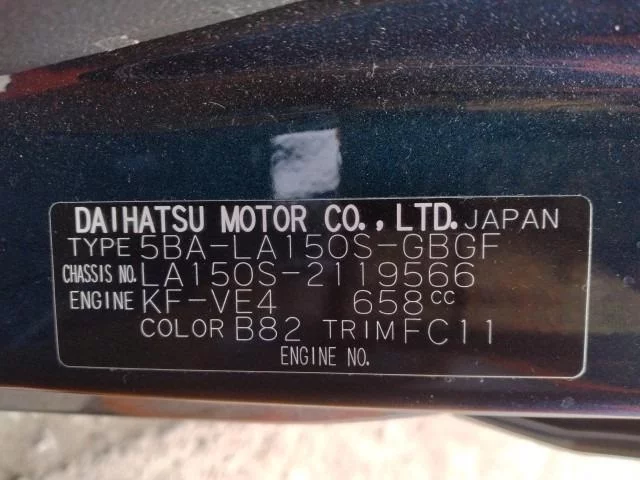 DAIHATSU MOTOR CO., LTD. JAPAN
TYPE 5BA-LA150S-GBGF
CHASSIS NO. LA150S-2119566
ENGINE KF-VE4 658CC
COLOR B82 TRIM FC11
ENGINE NO.